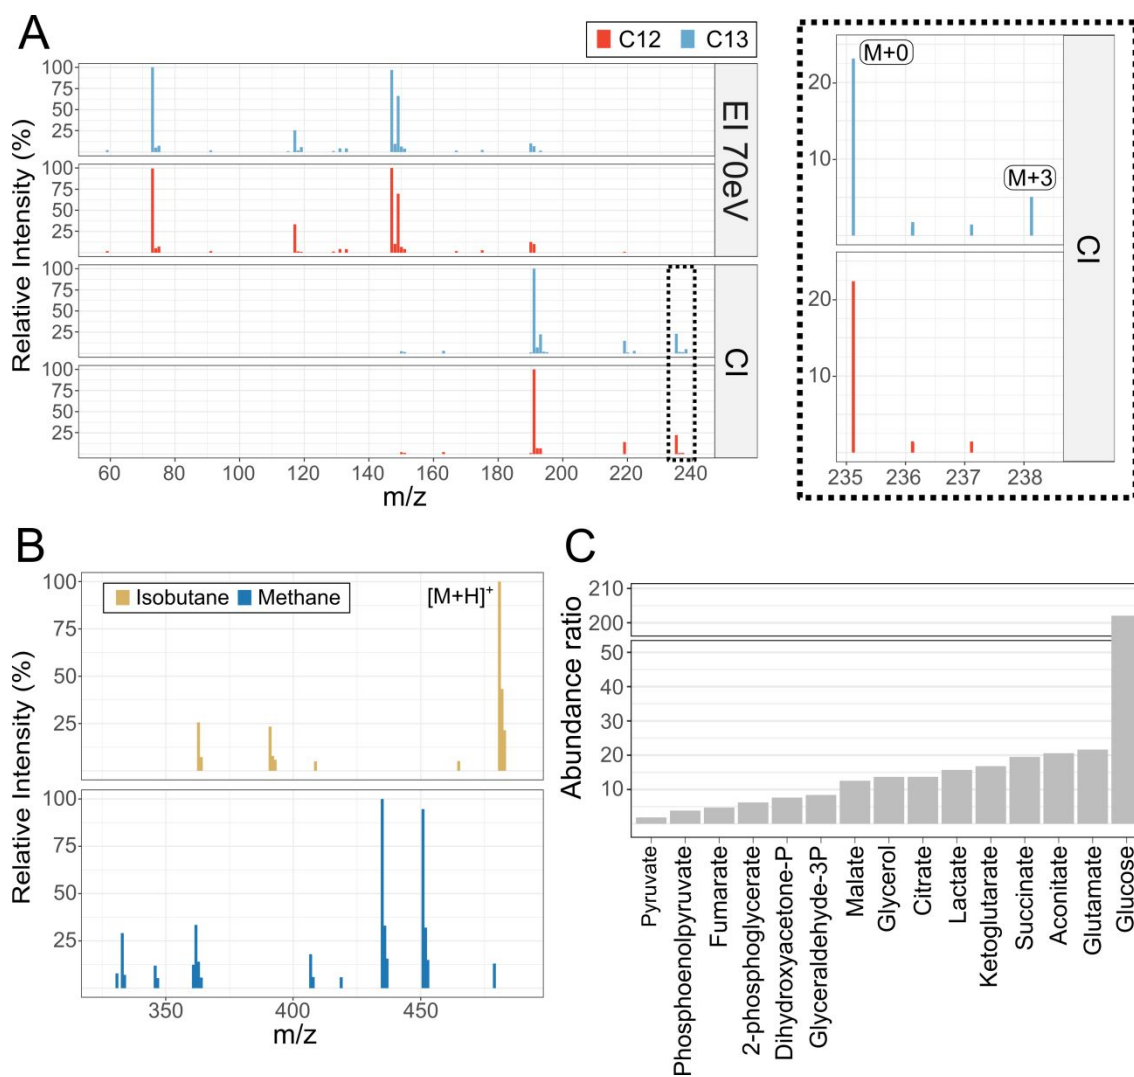 A
C12 C13
Relative Intensity (%)
100
75
50
25
100
75
50
25
EI 70eV
100
75
50
25
100
75
50
25
CI
60 80 100 120 140 160 180 200 220 240
m/z
M+0
M+3
20
10
20
10
CI
235 236 237 238
B
Isobutane Methane
[M+H]+
Relative Intensity (%)
100
75
50
25
Relative Intensity (%)
100
75
50
25
350 400 450
m/z
C
Abundance ratio
210
200
50
40
30
20
10
Pyruvate
Phosphoenolpyruvate
Fumarate
2-phosphoglycerate
Dihydroxyacetone-P
Glyceraldehyde-3P
Malate
Glycerol
Citrate
Lactate
Ketoglutarate
Succinate
Aconitate
Glutamate
Glucose